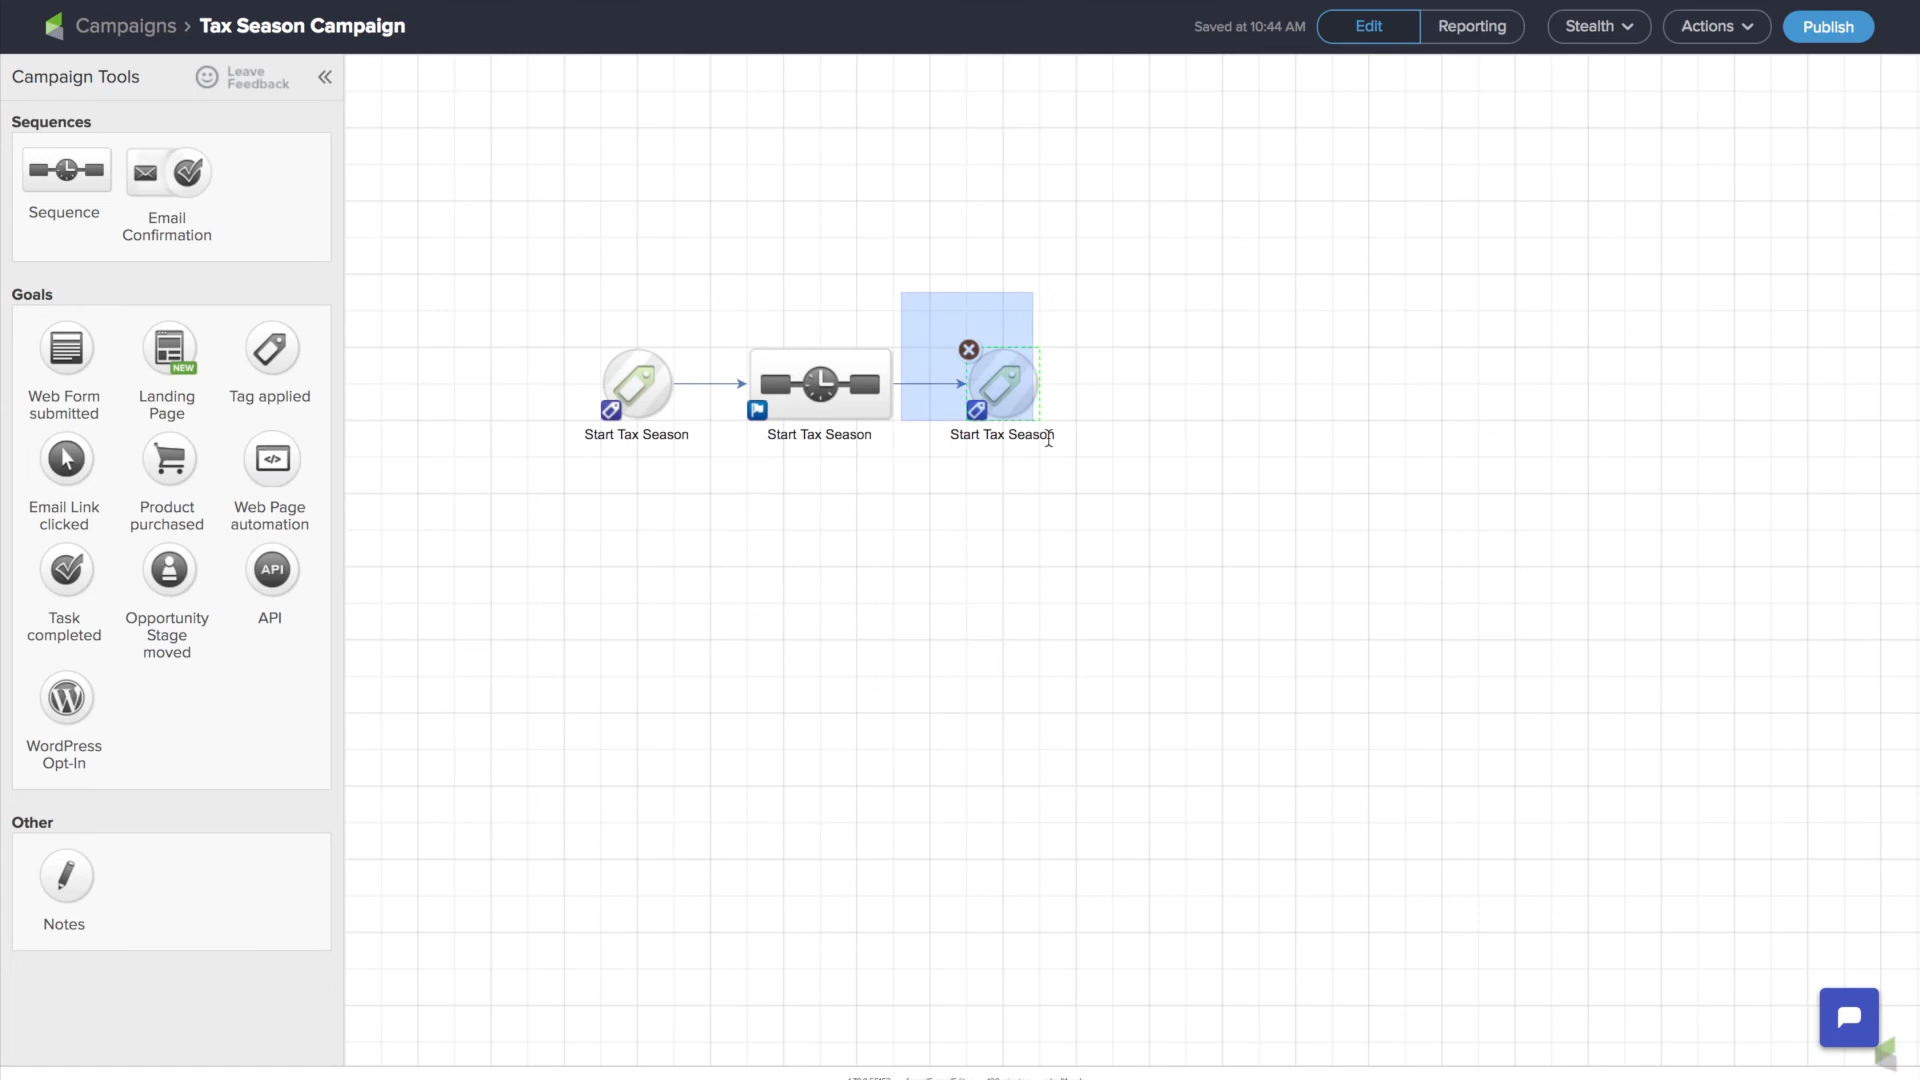 Campaigns › Tax Season Campaign
Saved at 10:44 AM
Edit
Reporting
Stealth
Actions
Publish
Campaign Tools
Leave
Feedback
Sequences
Sequence
Email
Confirmation
Goals
NEW
Web Form
submitted
Landing
Page
Tag applied
Email Link
clicked
Product
purchased
</>
Web Page
automation
Task
completed
Opportunity
Stage
moved
API
API
WordPress
Opt-In
Other
Notes
Start Tax Season
Start Tax Season
Start Tax Season